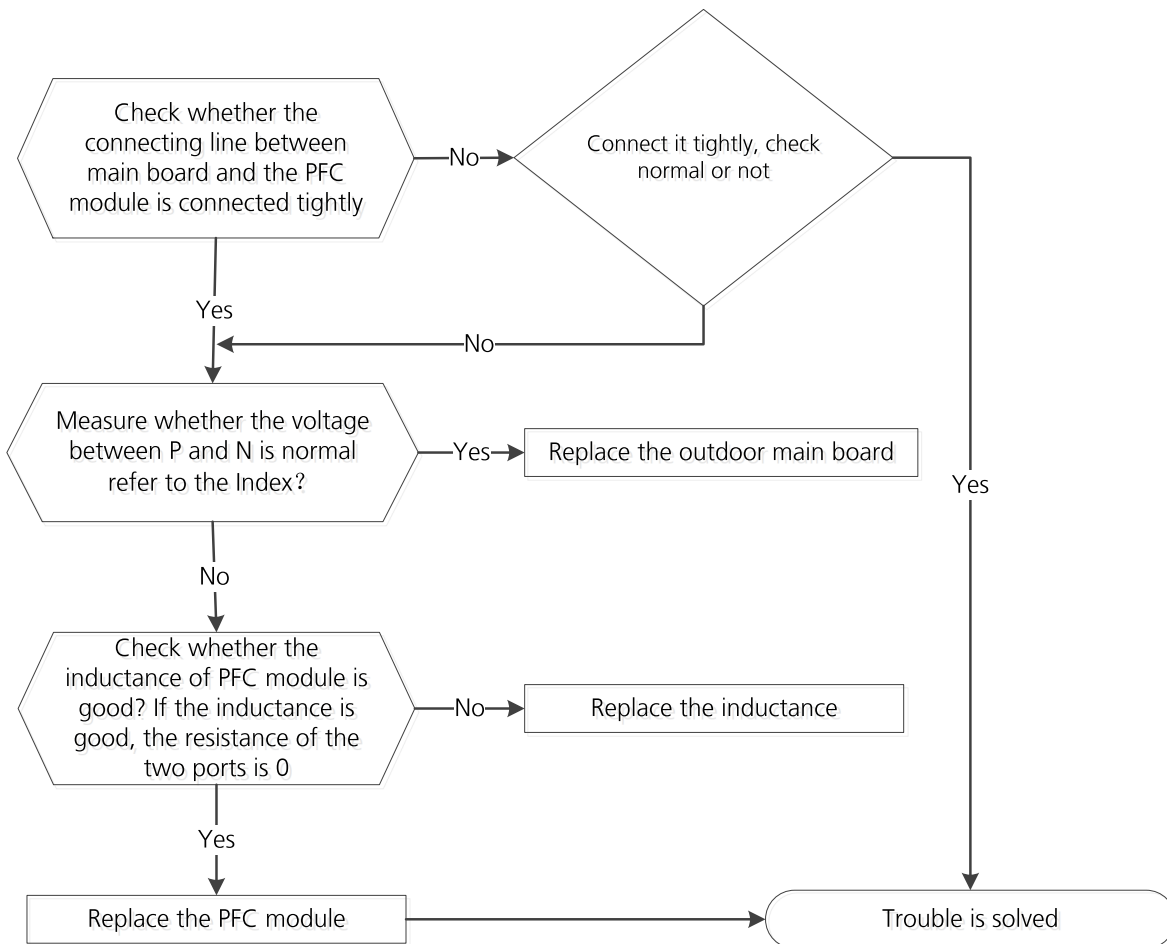 Check whether the
connecting line between
main board and the PFC
module is connected tightly
No
Connect it tightly, check
normal or not
Yes
No
Yes
Measure whether the voltage
between P and N is normal
refer to the Index?
Yes
Replace the outdoor main board
No
Check whether the
inductance of PFC module is
good? If the inductance is
good, the resistance of the
two ports is 0
No
Replace the inductance
Yes
Replace the PFC module
Trouble is solved